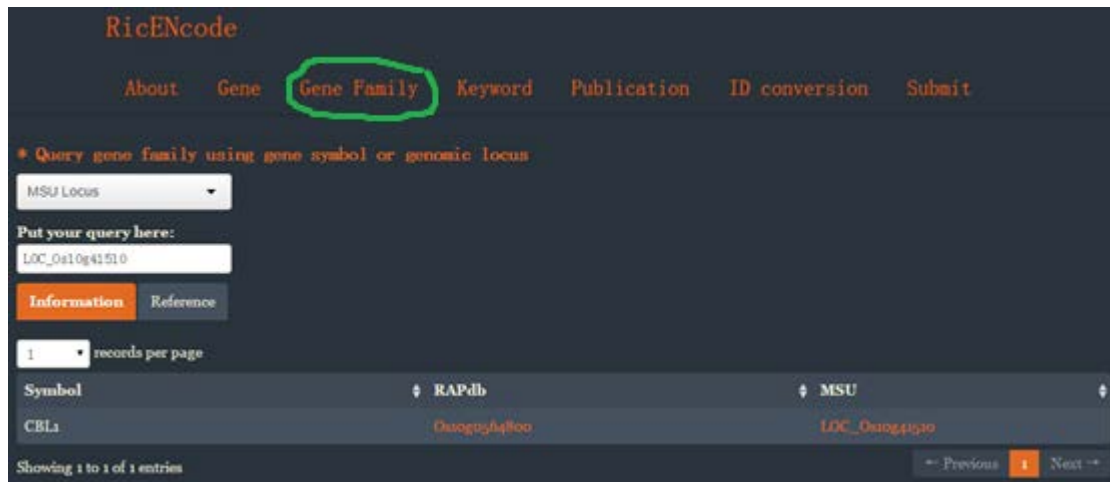 RicENcode
About Gene Gene Family Keyword Publication ID conversion Submit
* Query gene family using gene symbol or genomic locus
MSU Locus
Put your query here:
LOC_Os10g41510
Information Reference
1 records per page
Symbol RAPdb MSU
CBL1 Os10g0564800 LOC_Os10g41510
Showing 1 to 1 of 1 entries
← Previous 1 Next →